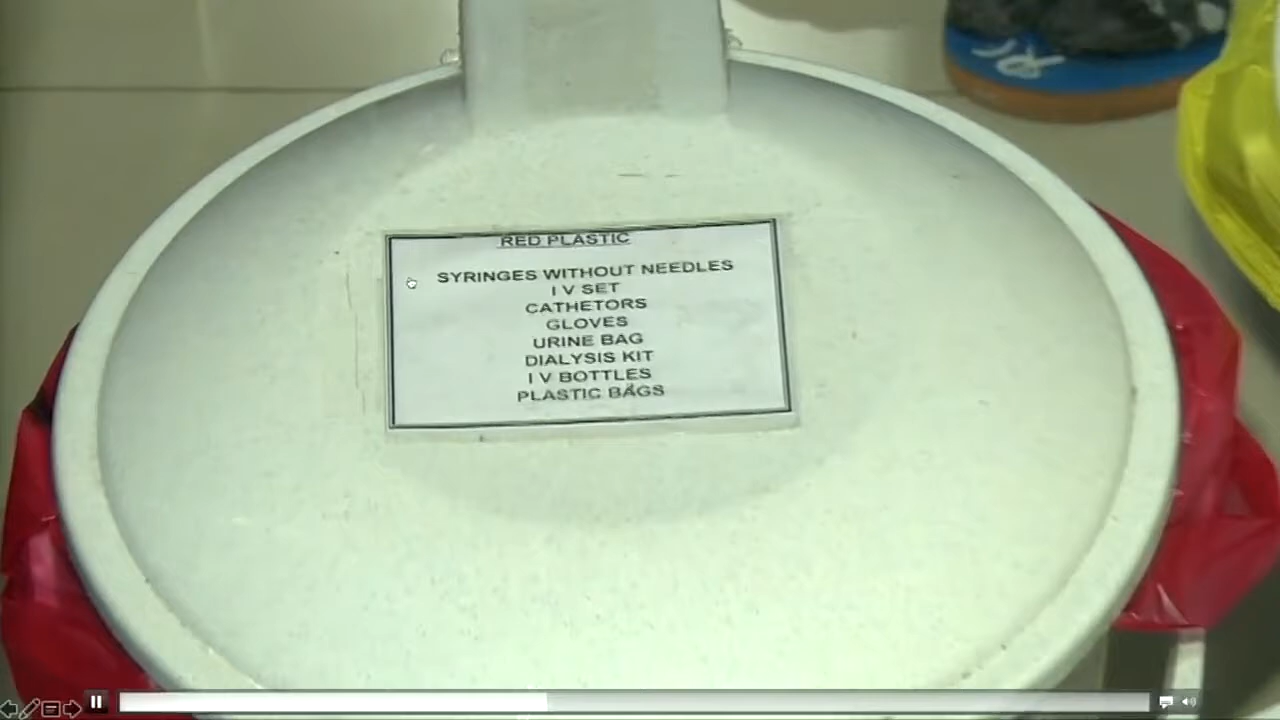 RED PLASTIC
SYRINGES WITHOUT NEEDLES
I V SET
CATHETORS
GLOVES
URINE BAG
DIALYSIS KIT
I V BOTTLES
PLASTIC BAGS